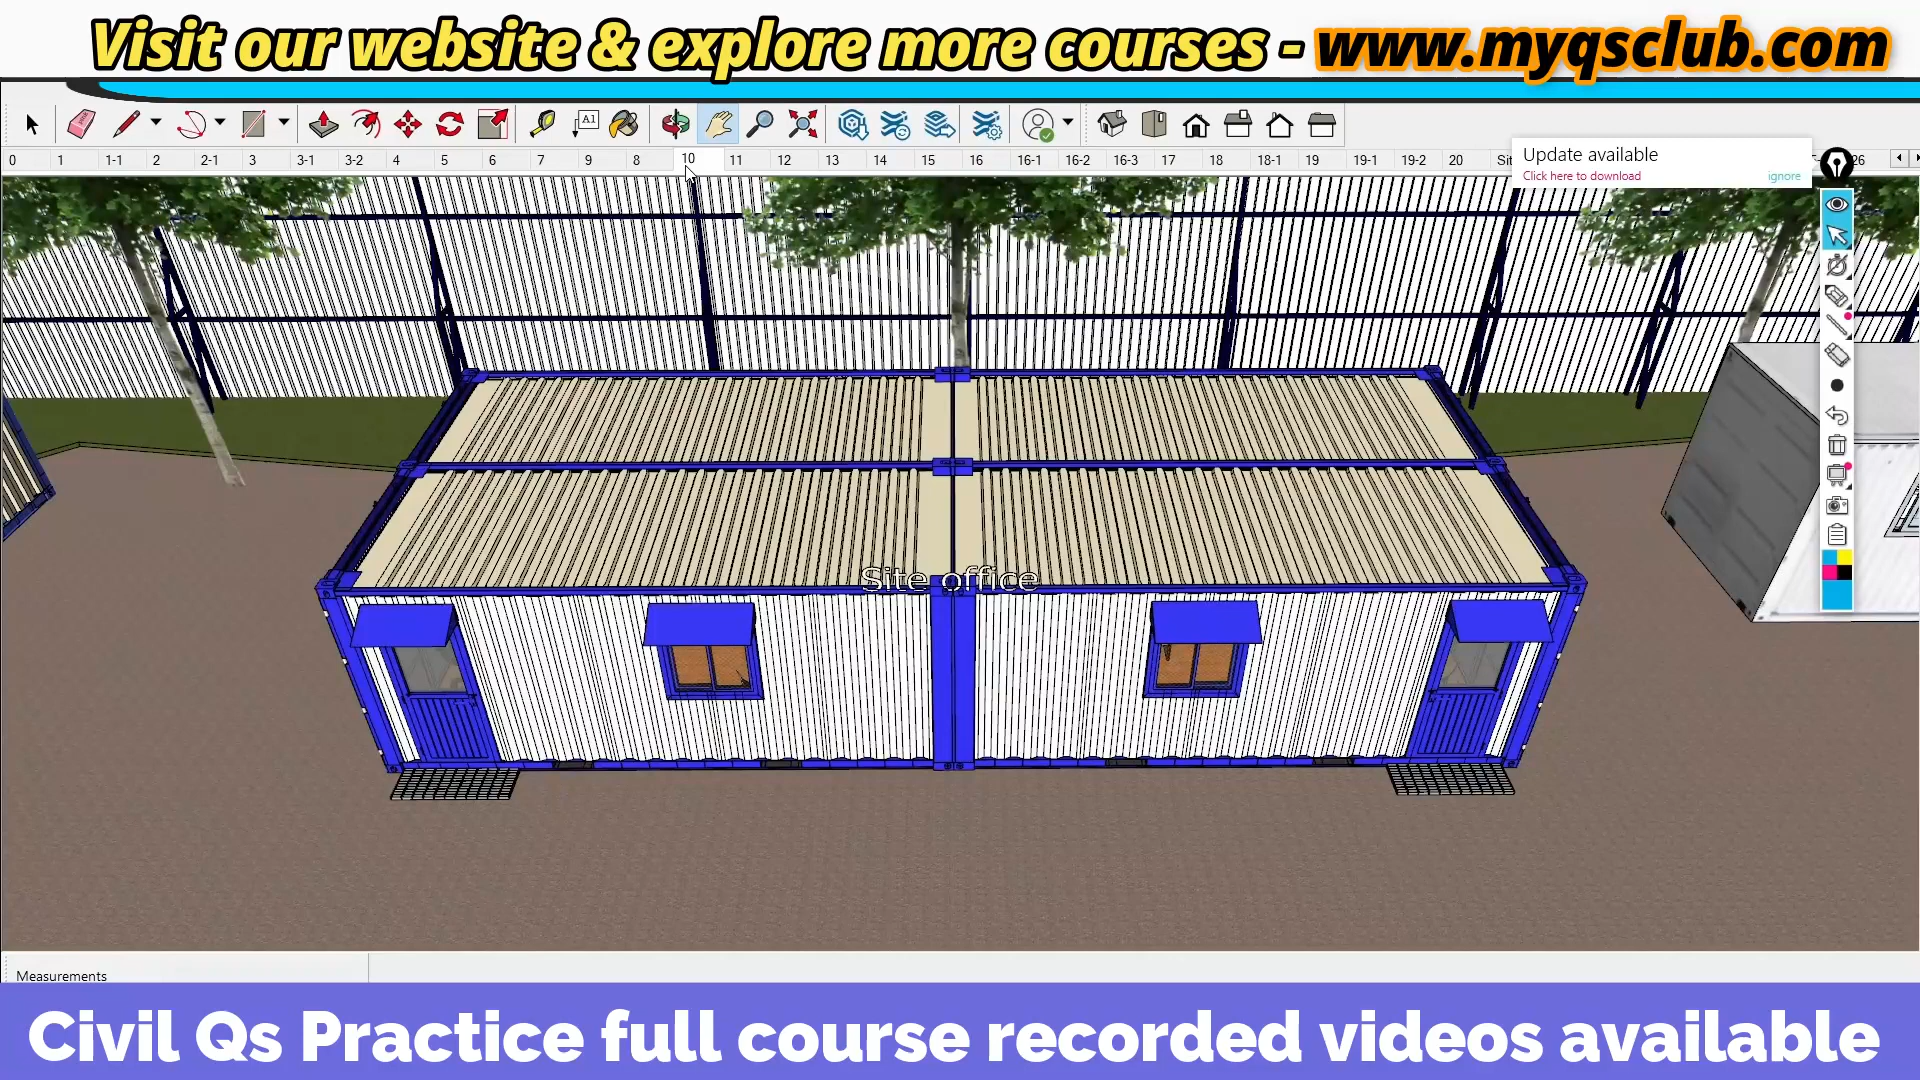 Visit our website & explore more courses - www.myqsclub.com
A1
0 1 1-1 2 2-1 3 3-1 3-2 4 5 6 7 8 9 10 11 12 13 14 15 16 16-1 16-2 16-3 17 18 18-1 19 19-1 19-2 20 26
Update available
Click here to download ignore
Site office
Measurements
Civil Qs Practice full course recorded videos available